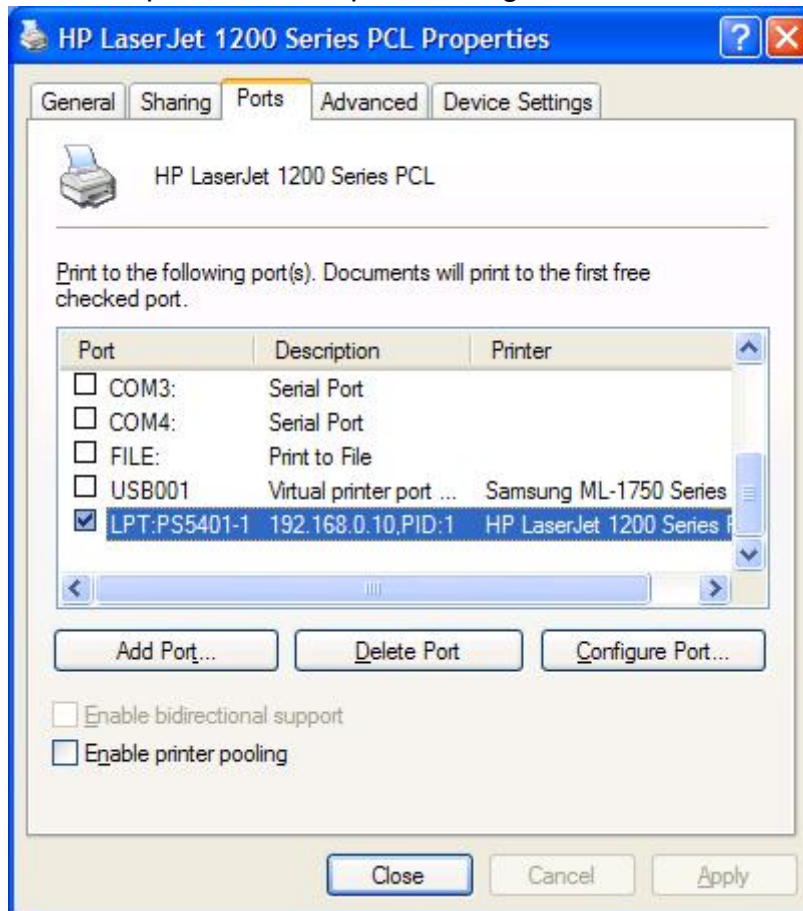 HP LaserJet 1200 Series PCL Properties
General Sharing Ports Advanced Device Settings
HP LaserJet 1200 Series PCL
Print to the following port(s). Documents will print to the first free
checked port.
Port Description Printer
COM3: Serial Port
COM4: Serial Port
FILE: Print to File
USB001 Virtual printer port ... Samsung ML-1750 Series
LPT:PS5401-1 192.168.0.10,PID:1 HP LaserJet 1200 Series
Add Port... Delete Port Configure Port...
Enable bidirectional support
Enable printer pooling
Close Cancel Apply